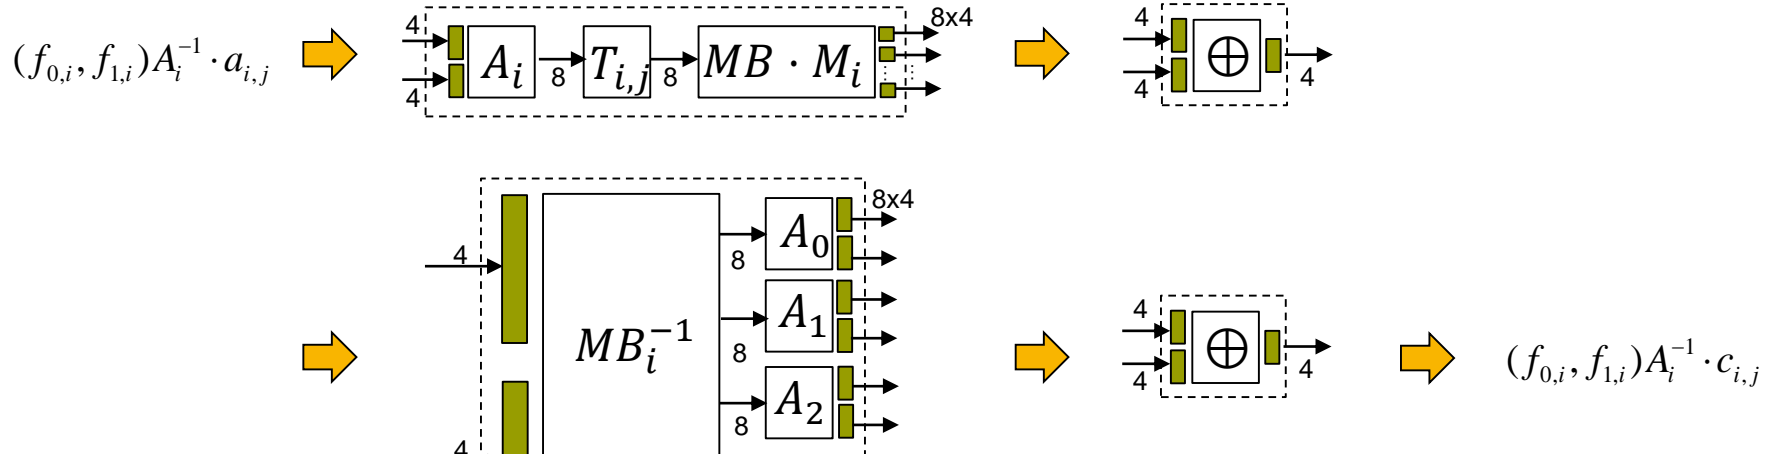 (f₀,ᵢ, f₁,ᵢ)Aᵢ⁻¹ · aᵢ,ⱼ
4
4
Aᵢ
8
Tᵢ,ⱼ
8
MB · Mᵢ
8x4
4
4
⊕
4
4
4
MBᵢ⁻¹
8
A₀
8x4
8
A₁
8
A₂
4
4
⊕
4
(f₀,ᵢ, f₁,ᵢ)Aᵢ⁻¹ · cᵢ,ⱼ